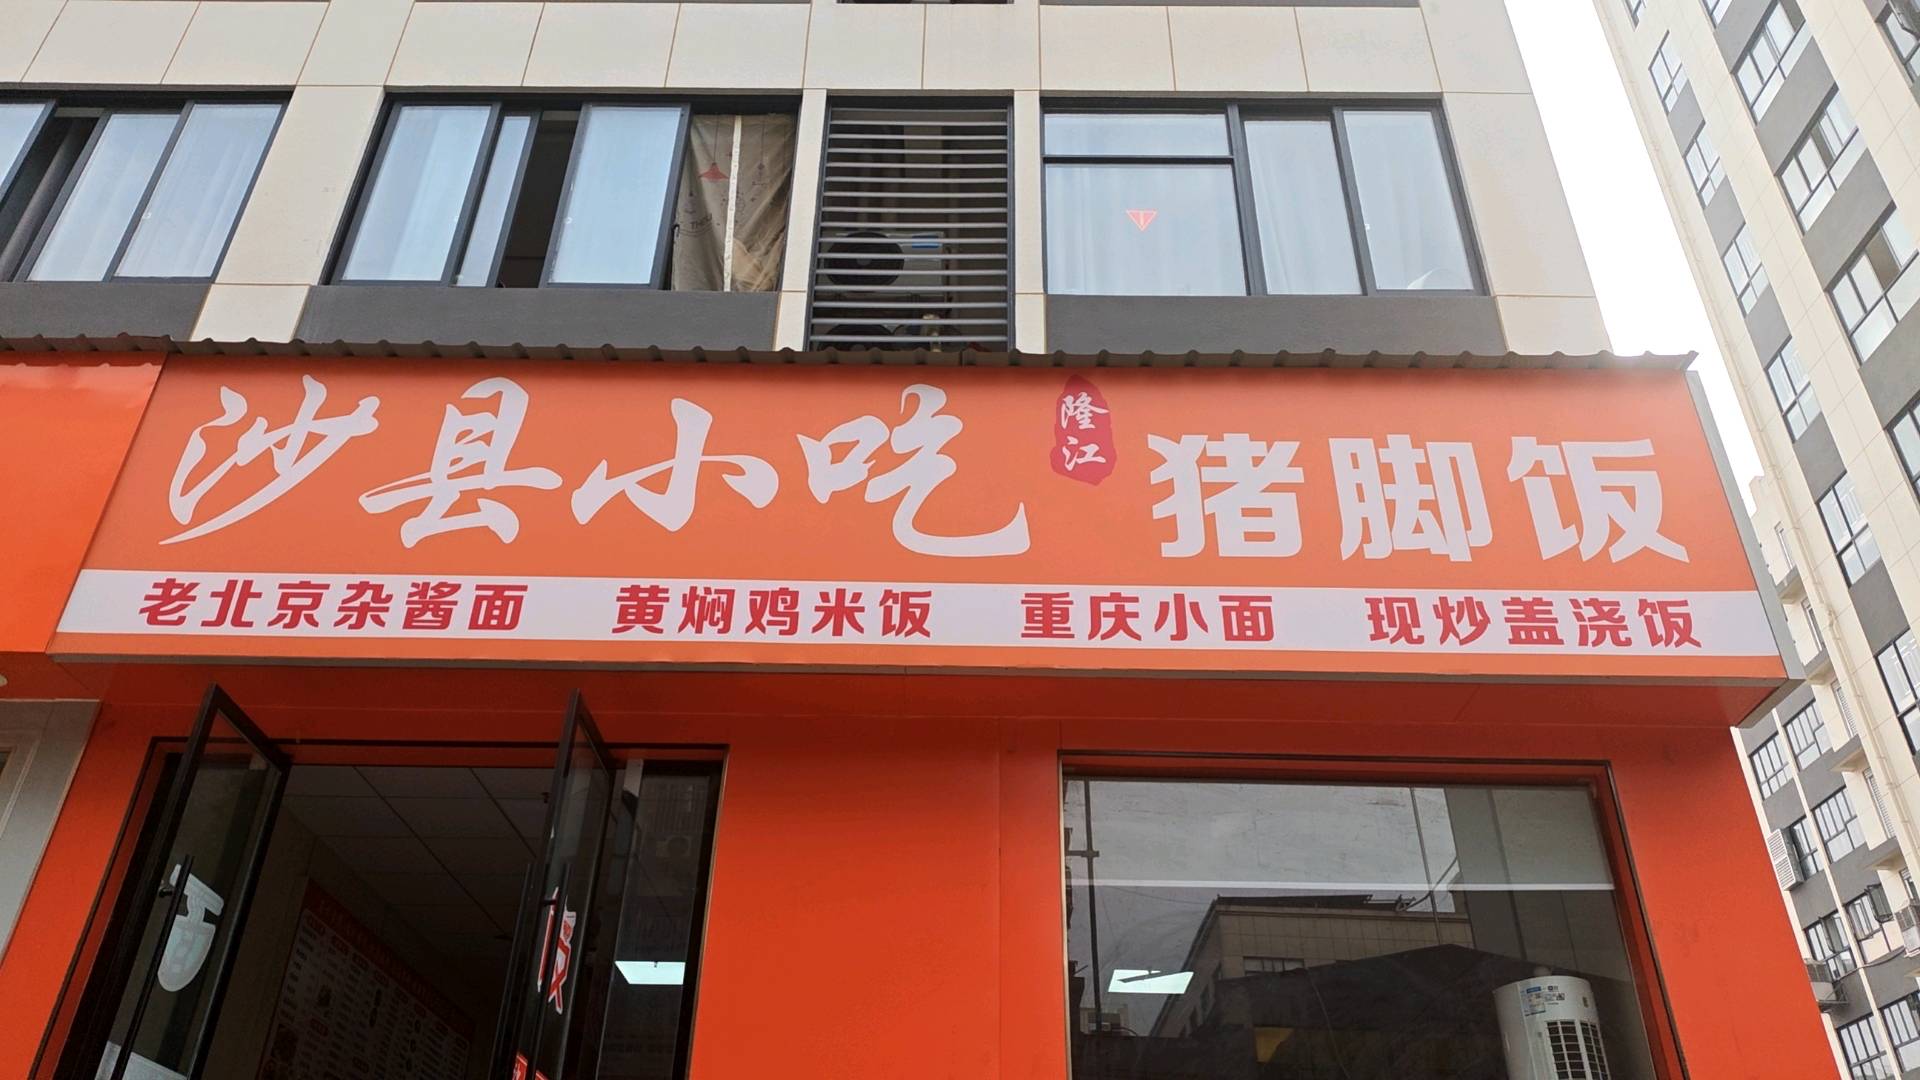 沙县小吃 隆江 猪脚饭
老北京杂酱面 黄焖鸡米饭 重庆小面 现炒盖浇饭